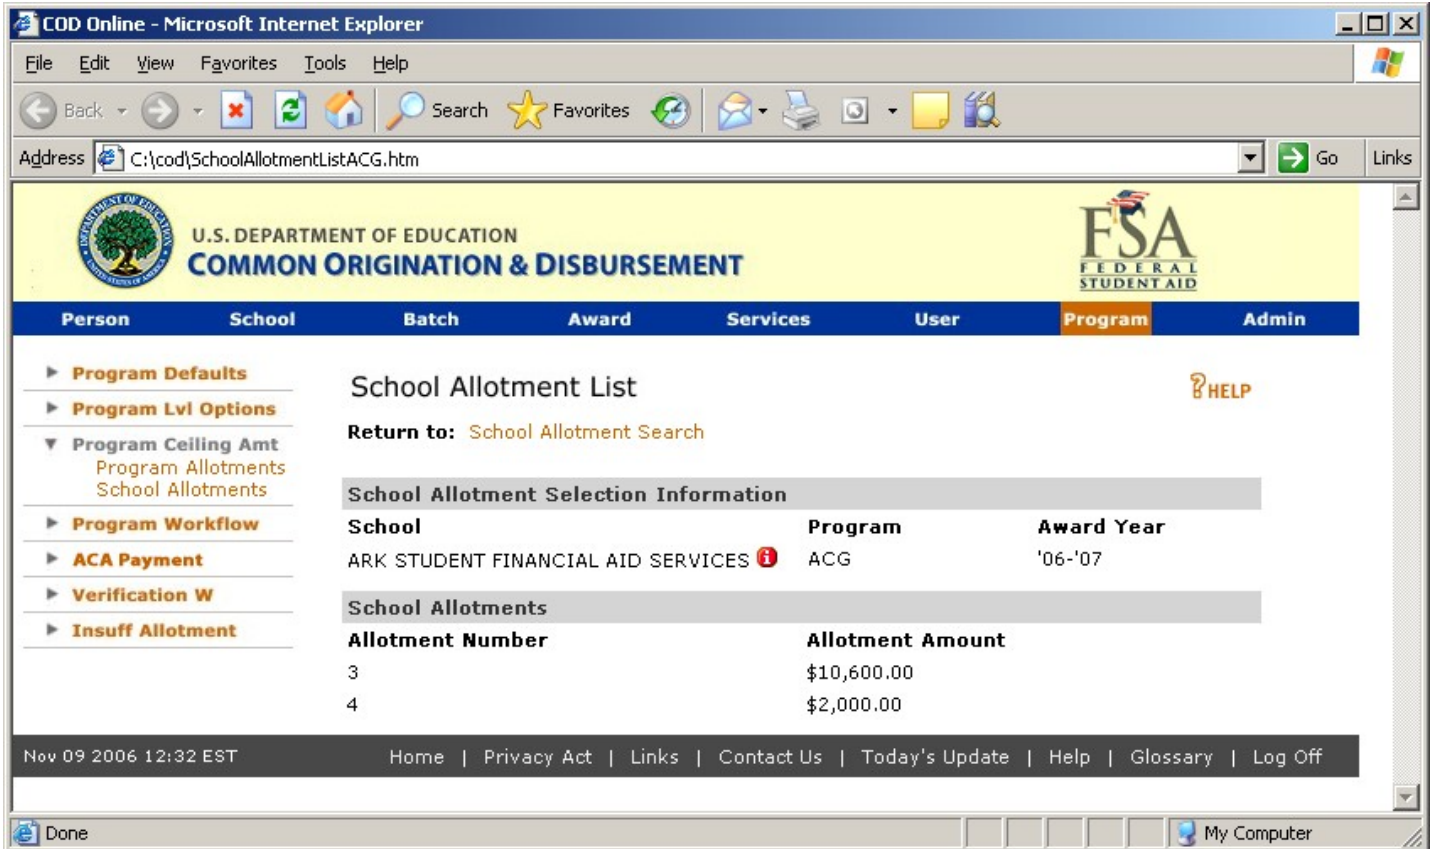 COD Online - Microsoft Internet Explorer
File Edit View Favorites Tools Help
Back Search Favorites
Address C:\cod\SchoolAllotmentListACG.htm Go Links
U.S. DEPARTMENT OF EDUCATION
COMMON ORIGINATION & DISBURSEMENT
FSA
FEDERAL
STUDENT AID
Person School Batch Award Services User Program Admin
Program Defaults
Program Lvl Options
Program Ceiling Amt
Program Allotments
School Allotments
Program Workflow
ACA Payment
Verification W
Insuff Allotment
School Allotment List
HELP
Return to: School Allotment Search
School Allotment Selection Information
School Program Award Year
ARK STUDENT FINANCIAL AID SERVICES ACG '06-'07
School Allotments
Allotment Number Allotment Amount
3 $10,600.00
4 $2,000.00
Nov 09 2006 12:32 EST Home | Privacy Act | Links | Contact Us | Today's Update | Help | Glossary | Log Off
Done My Computer